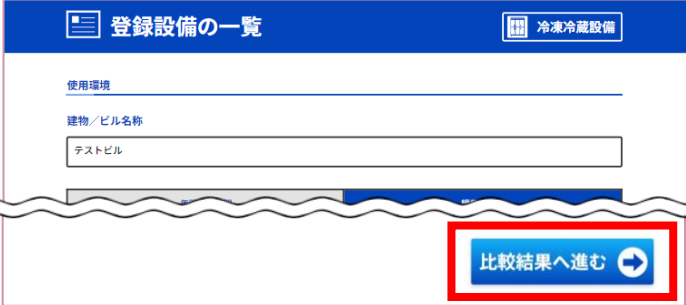 登録設備の一覧
冷凍冷蔵設備
使用環境
建物／ビル名称
テストビル
比較結果へ進む